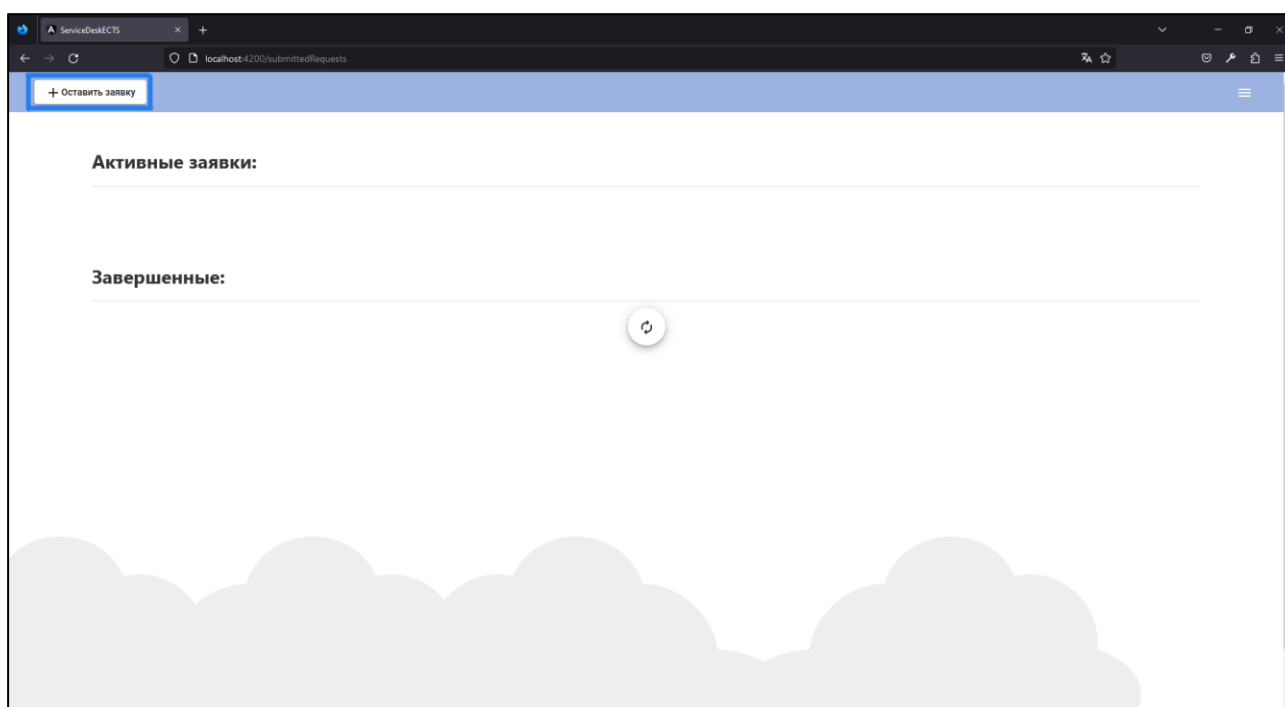 ServiceDeskECTS
localhost:4200/submittedRequests
+ Оставить заявку
Активные заявки:
Завершенные: